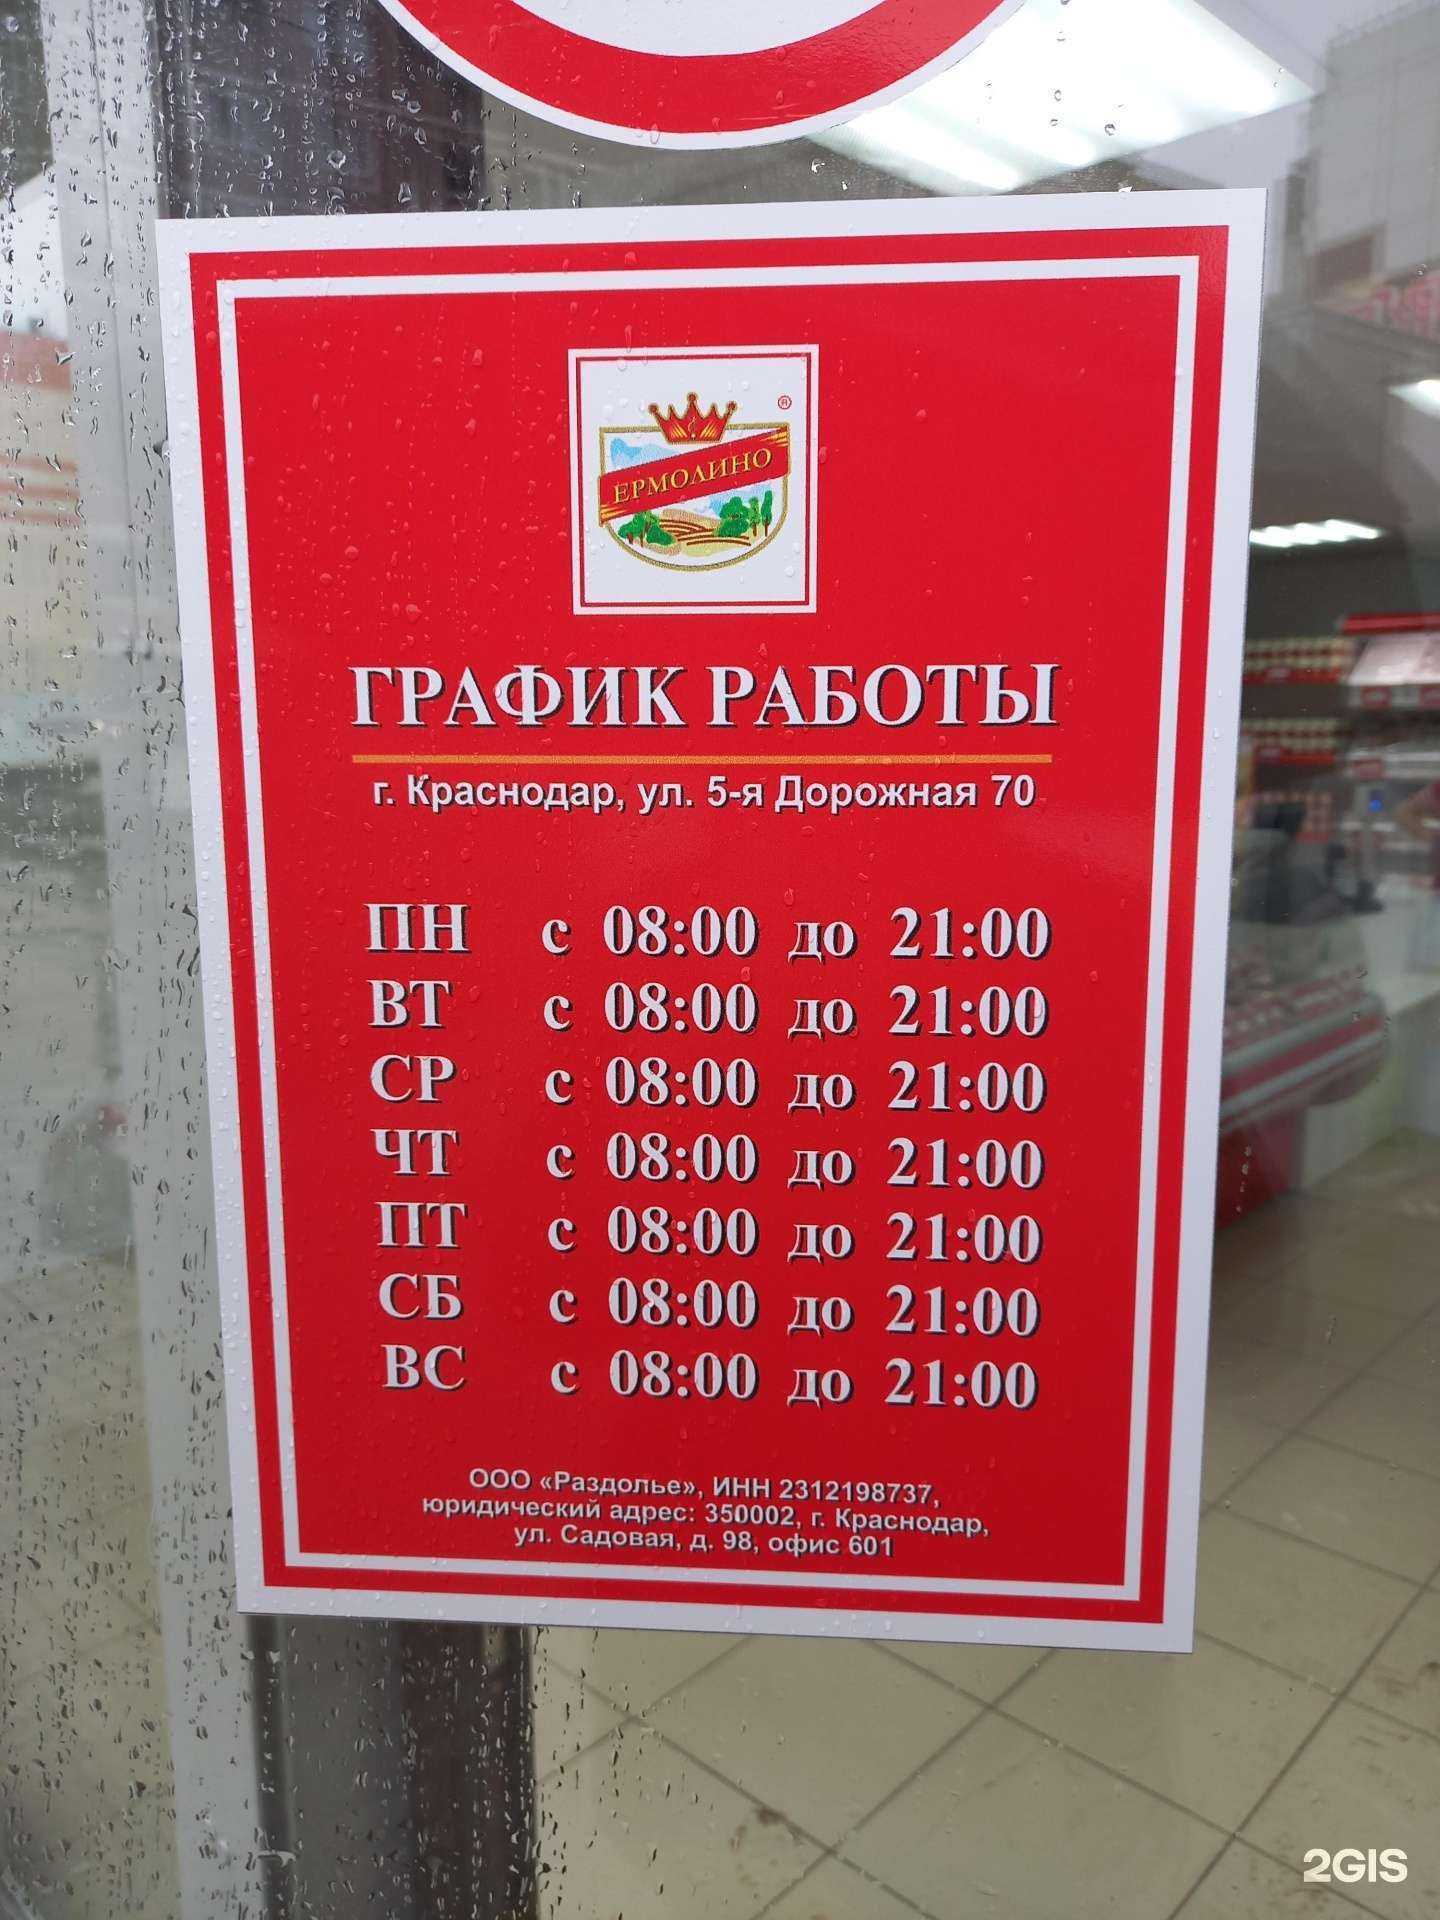 ®
ЕРМОЛИНО
ГРАФИК РАБОТЫ
г. Краснодар, ул. 5-я Дорожная 70
ПН с 08:00 до 21:00
ВТ с 08:00 до 21:00
СР с 08:00 до 21:00
ЧТ с 08:00 до 21:00
ПТ с 08:00 до 21:00
СБ с 08:00 до 21:00
ВС с 08:00 до 21:00
ООО «Раздолье», ИНН 2312198737,
юридический адрес: 350002, г. Краснодар,
ул. Садовая, д. 98, офис 601
2GIS